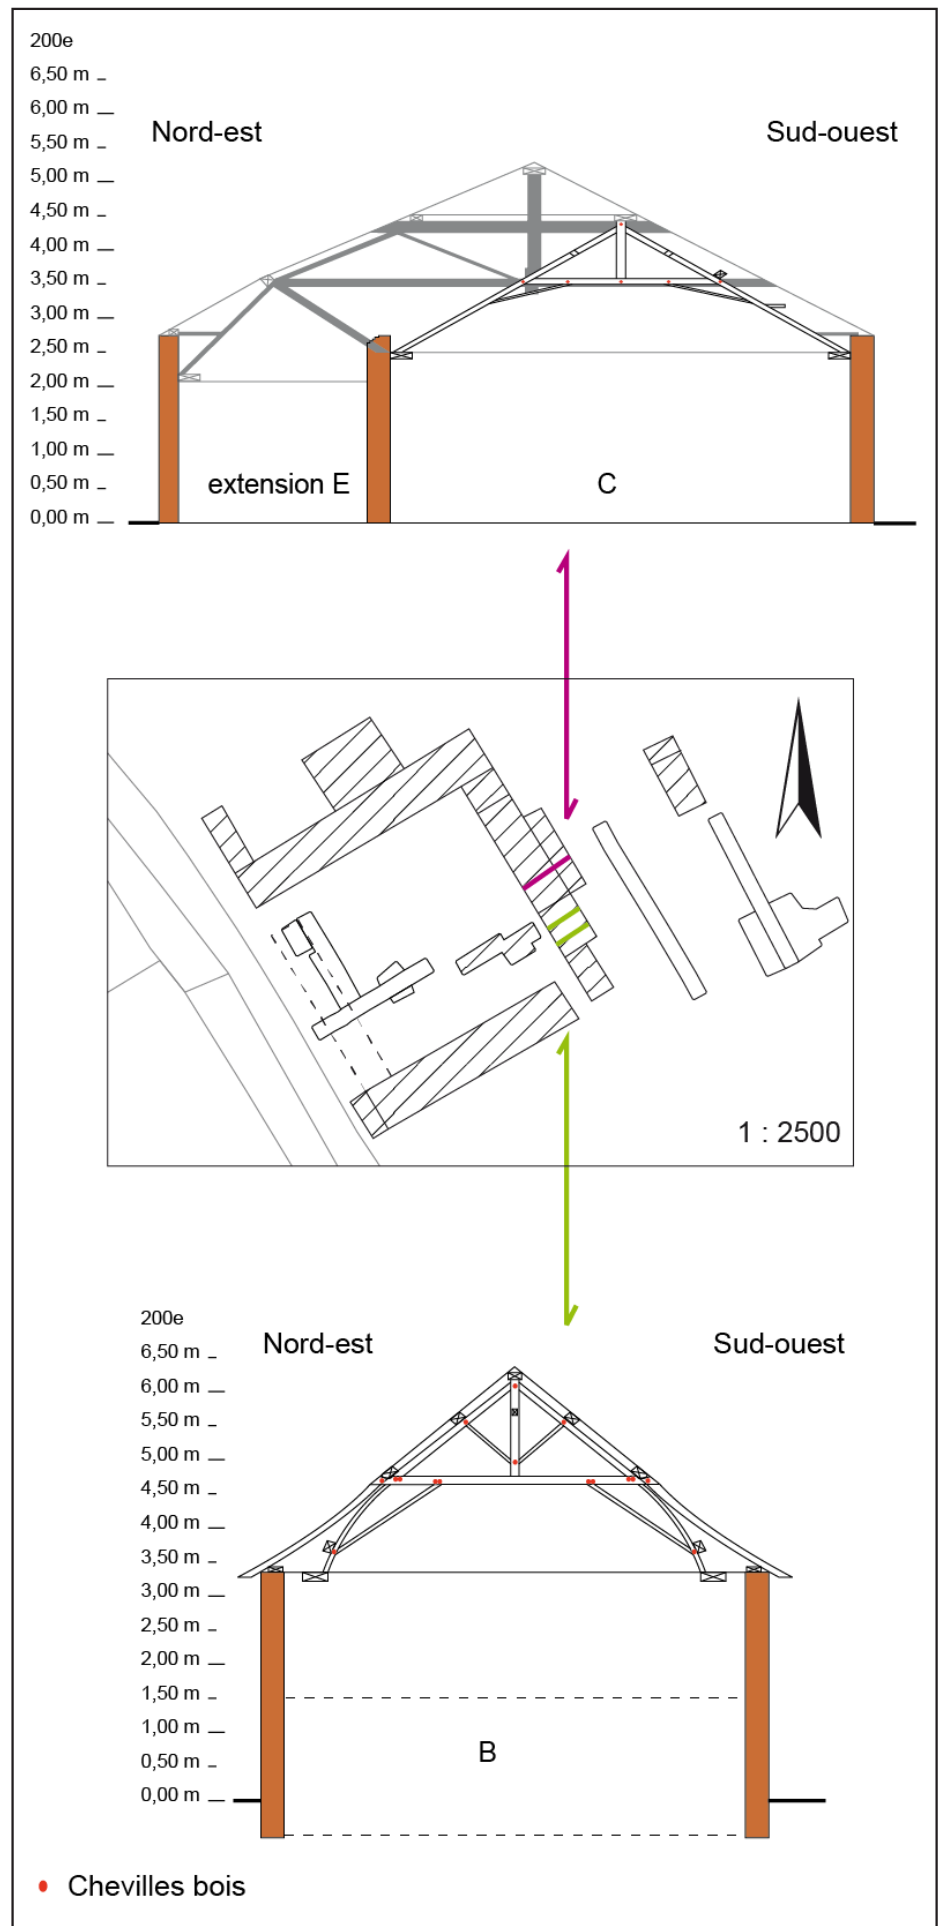 200e
6,50 m
6,00 m
Nord-est
Sud-ouest
5,50 m
5,00 m
4,50 m
4,00 m
3,50 m
3,00 m
2,50 m
2,00 m
1,50 m
1,00 m
0,50 m
extension E
C
0,00 m
1 : 2500
200e
Nord-est
Sud-ouest
6,50 m
6,00 m
5,50 m
5,00 m
4,50 m
4,00 m
3,50 m
3,00 m
2,50 m
2,00 m
1,50 m
1,00 m
B
0,50 m
0,00 m
Chevilles bois